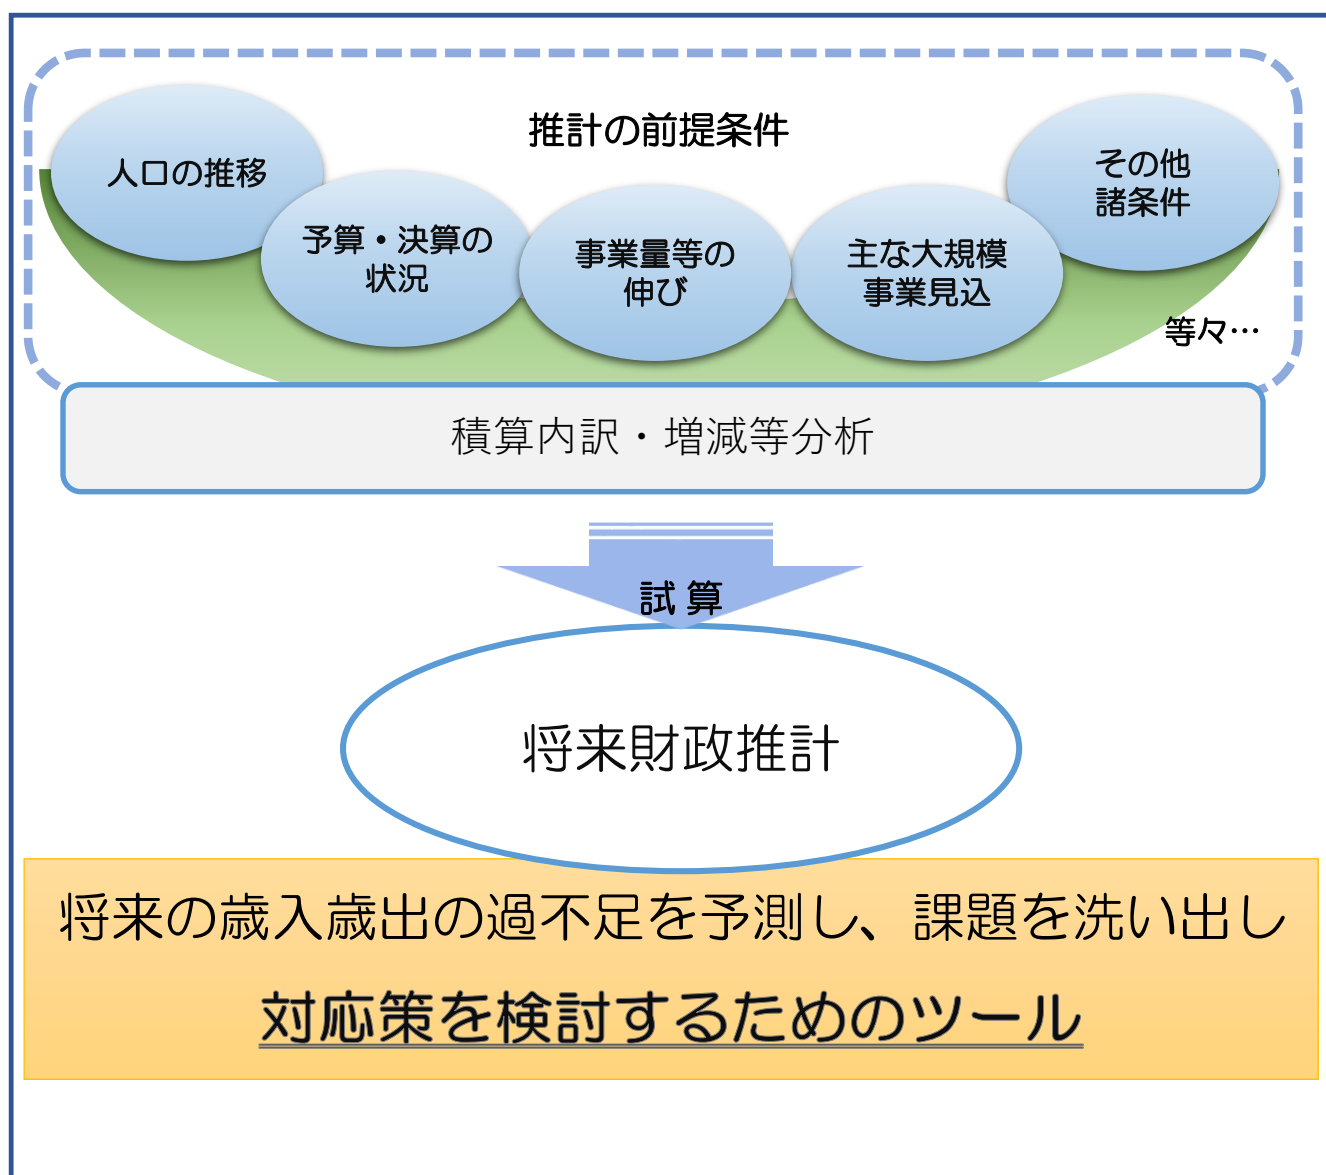 推計の前提条件
人口の推移
予算・決算の
状況
事業量等の
伸び
主な大規模
事業見込
その他
諸条件
等々…
積算内訳・増減等分析
試 算
将来財政推計
将来の歳入歳出の過不足を予測し、課題を洗い出し
対応策を検討するためのツール